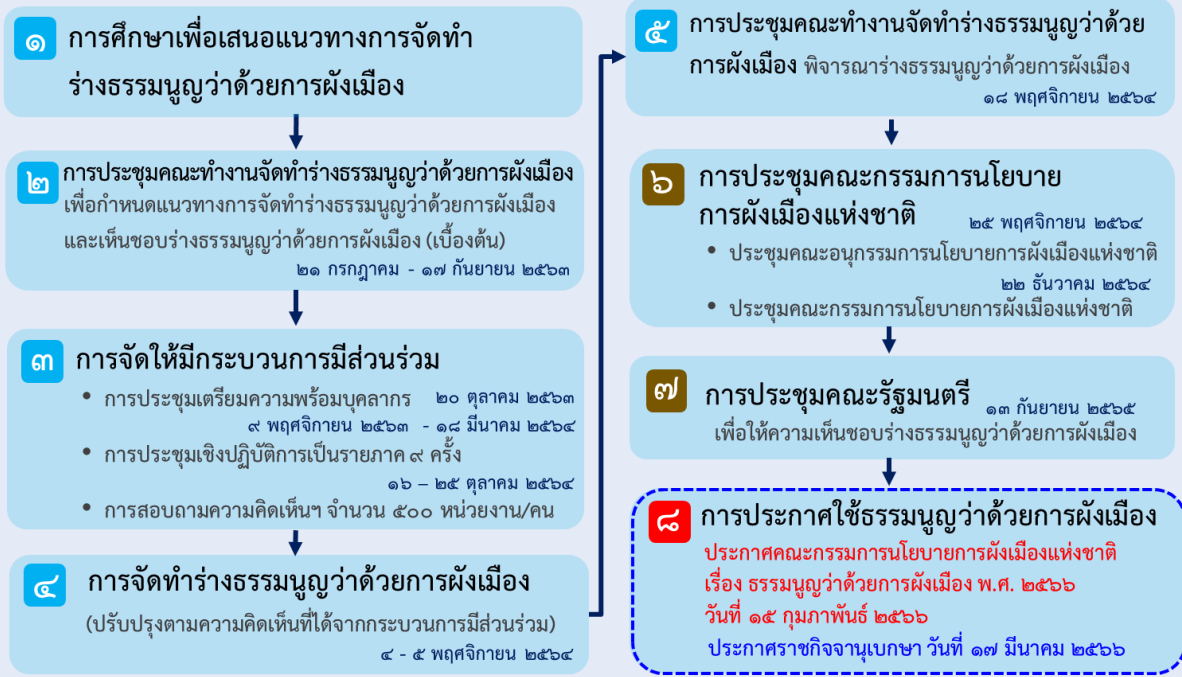 ๑ การศึกษาเพื่อเสนอแนวทางการจัดทำ
ร่างธรรมนูญว่าด้วยการผังเมือง
๒ การประชุมคณะทำงานจัดทำร่างธรรมนูญว่าด้วยการผังเมือง
เพื่อกำหนดแนวทางการจัดทำร่างธรรมนูญว่าด้วยการผังเมือง
และเห็นชอบร่างธรรมนูญว่าด้วยการผังเมือง (เบื้องต้น)
๒๑ กรกฎาคม - ๑๗ กันยายน ๒๕๖๓
๓ การจัดให้มีกระบวนการมีส่วนร่วม
• การประชุมเตรียมความพร้อมบุคลากร ๒๐ ตุลาคม ๒๕๖๓
๙ พฤศจิกายน ๒๕๖๓ - ๑๘ มีนาคม ๒๕๖๔
• การประชุมเชิงปฏิบัติการเป็นรายภาค ๙ ครั้ง
๑๖ – ๒๕ ตุลาคม ๒๕๖๔
• การสอบถามความคิดเห็นฯ จำนวน ๕๐๐ หน่วยงาน/คน
๔ การจัดทำร่างธรรมนูญว่าด้วยการผังเมือง
(ปรับปรุงตามความคิดเห็นที่ได้จากกระบวนการมีส่วนร่วม)
๔ - ๕ พฤศจิกายน ๒๕๖๔
๕ การประชุมคณะทำงานจัดทำร่างธรรมนูญว่าด้วย
การผังเมือง พิจารณาร่างธรรมนูญว่าด้วยการผังเมือง
๑๘ พฤศจิกายน ๒๕๖๔
๖ การประชุมคณะกรรมการนโยบาย
การผังเมืองแห่งชาติ ๒๕ พฤศจิกายน ๒๕๖๔
• ประชุมคณะอนุกรรมการนโยบายการผังเมืองแห่งชาติ
๒๒ ธันวาคม ๒๕๖๔
• ประชุมคณะกรรมการนโยบายการผังเมืองแห่งชาติ
๗ การประชุมคณะรัฐมนตรี ๑๓ กันยายน ๒๕๖๕
เพื่อให้ความเห็นชอบร่างธรรมนูญว่าด้วยการผังเมือง
๘ การประกาศใช้ธรรมนูญว่าด้วยการผังเมือง
ประกาศคณะกรรมการนโยบายการผังเมืองแห่งชาติ
เรื่อง ธรรมนูญว่าด้วยการผังเมือง พ.ศ. ๒๕๖๖
วันที่ ๑๕ กุมภาพันธ์ ๒๕๖๖
ประกาศราชกิจจานุเบกษา วันที่ ๑๗ มีนาคม ๒๕๖๖